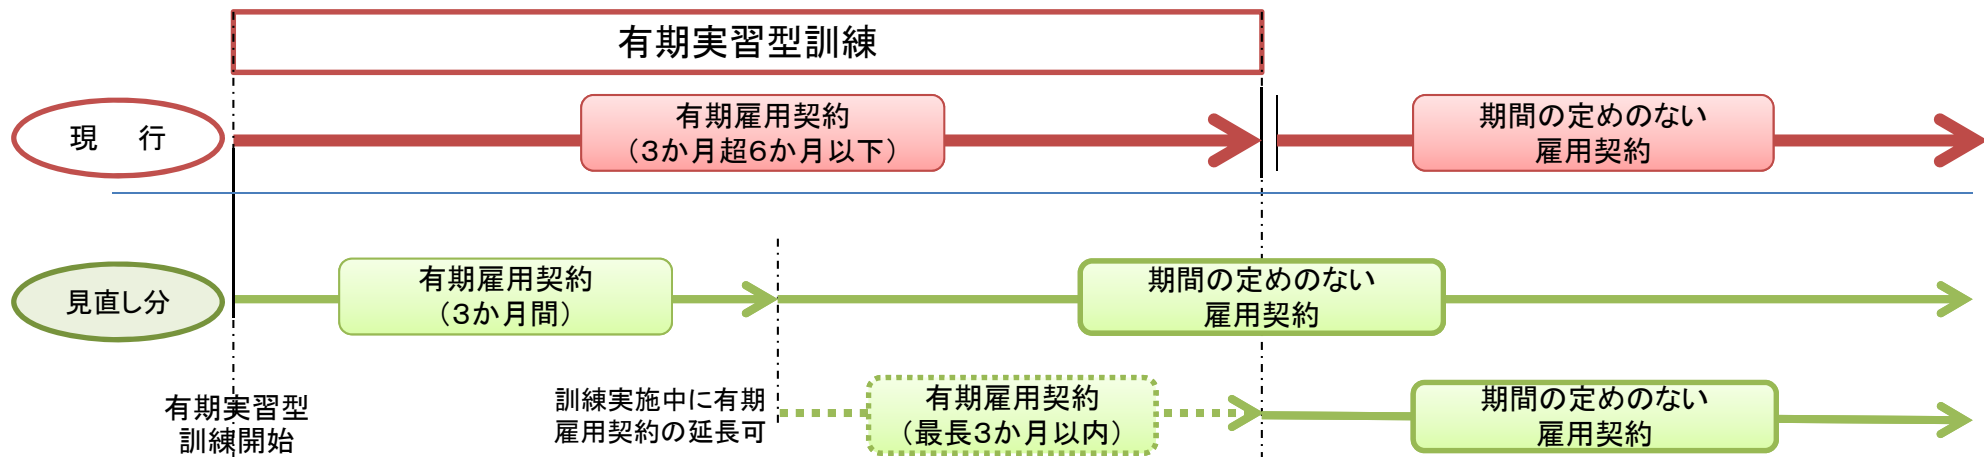 有期実習型訓練
現　行
有期雇用契約
（３か月超６か月以下）
期間の定めのない
雇用契約
見直し分
有期雇用契約
（３か月間）
期間の定めのない
雇用契約
有期実習型
訓練開始
訓練実施中に有期
雇用契約の延長可
有期雇用契約
（最長３か月以内）
期間の定めのない
雇用契約